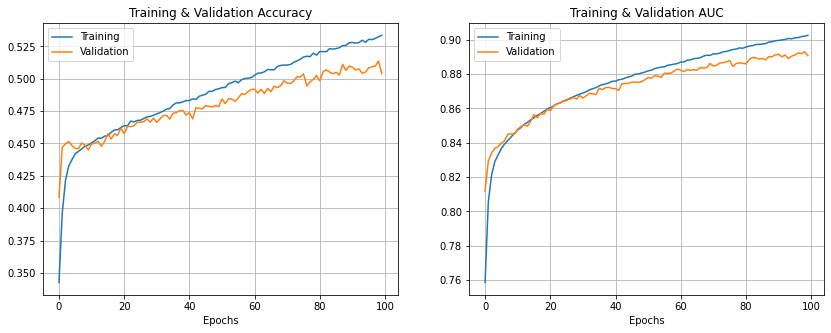 Training & Validation Accuracy
Training
Validation
0.525
0.500
0.475
0.450
0.425
0.400
0.375
0.350
0 20 40 60 80 100
Epochs
Training & Validation AUC
Training
Validation
0.90
0.88
0.86
0.84
0.82
0.80
0.78
0.76
0 20 40 60 80 100
Epochs